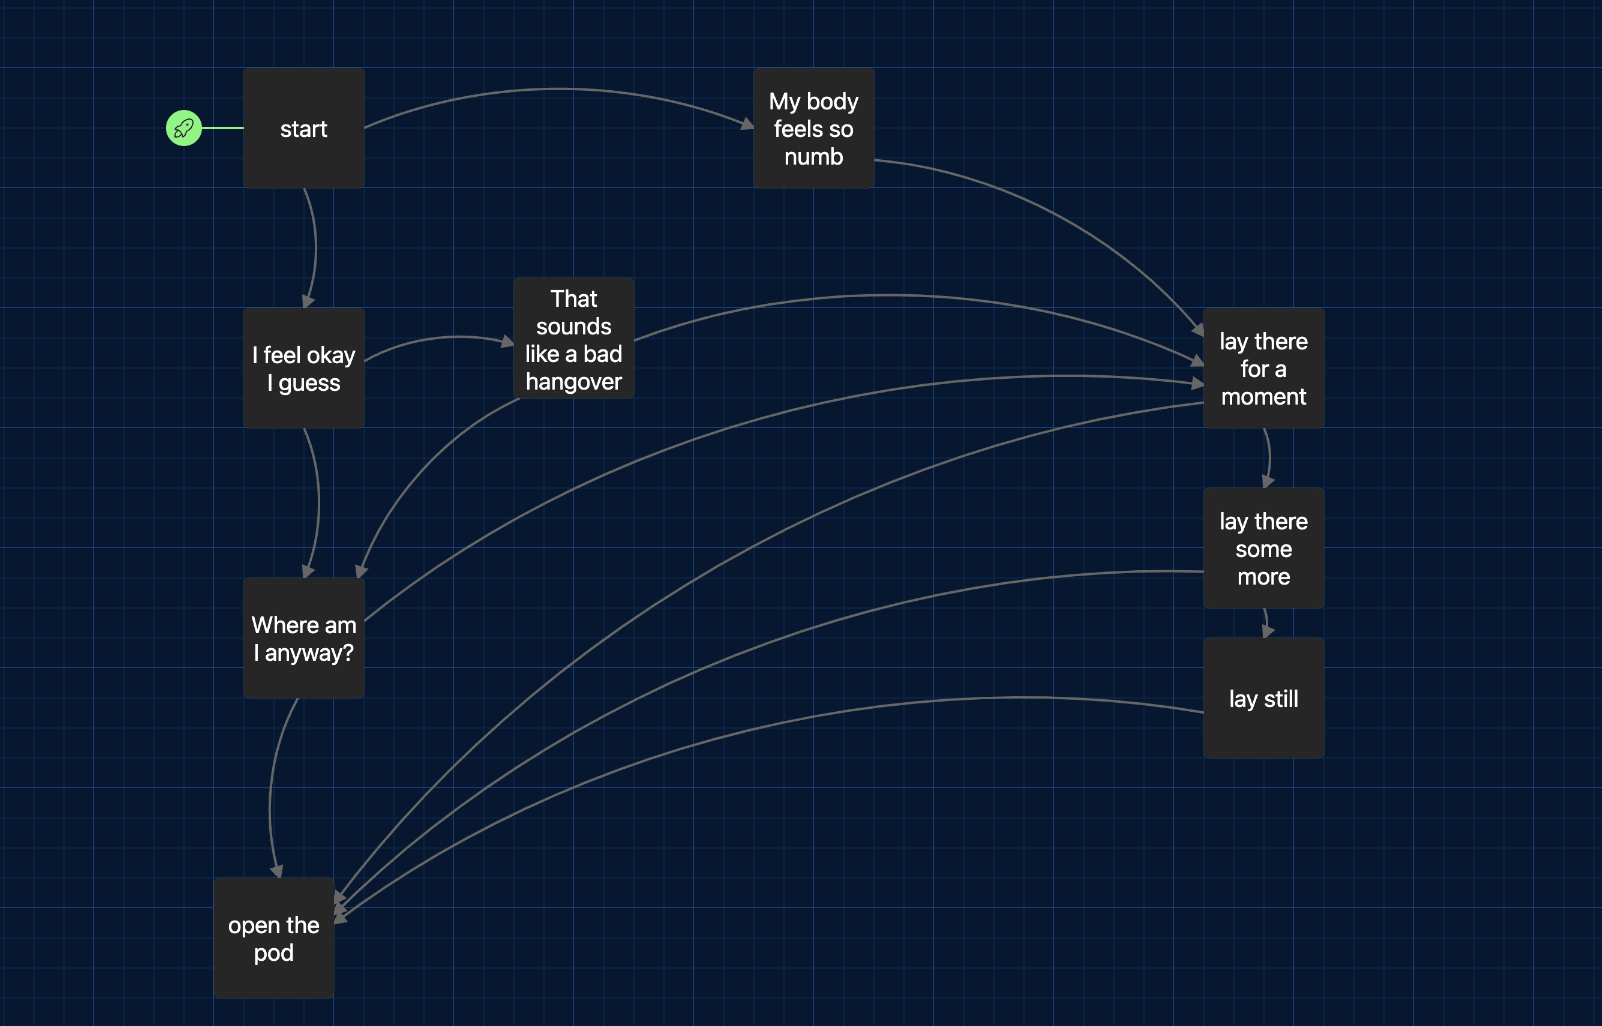 start
My body
feels so
numb
I feel okay
I guess
That
sounds
like a bad
hangover
lay there
for a
moment
lay there
some
more
Where am
I anyway?
lay still
open the
pod